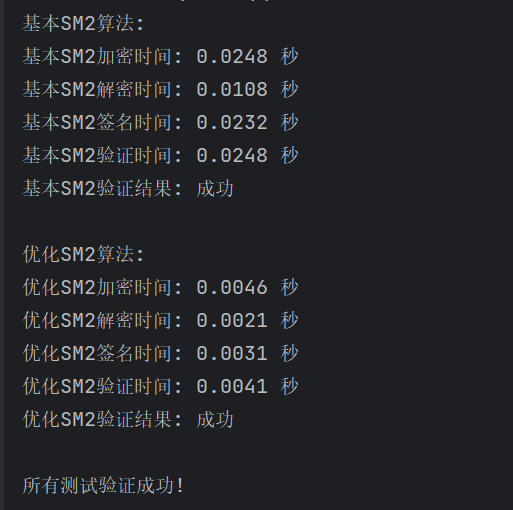 基本SM2算法:
基本SM2加密时间: 0.0248 秒
基本SM2解密时间: 0.0108 秒
基本SM2签名时间: 0.0232 秒
基本SM2验证时间: 0.0248 秒
基本SM2验证结果: 成功
优化SM2算法:
优化SM2加密时间: 0.0046 秒
优化SM2解密时间: 0.0021 秒
优化SM2签名时间: 0.0031 秒
优化SM2验证时间: 0.0041 秒
优化SM2验证结果: 成功
所有测试验证成功!